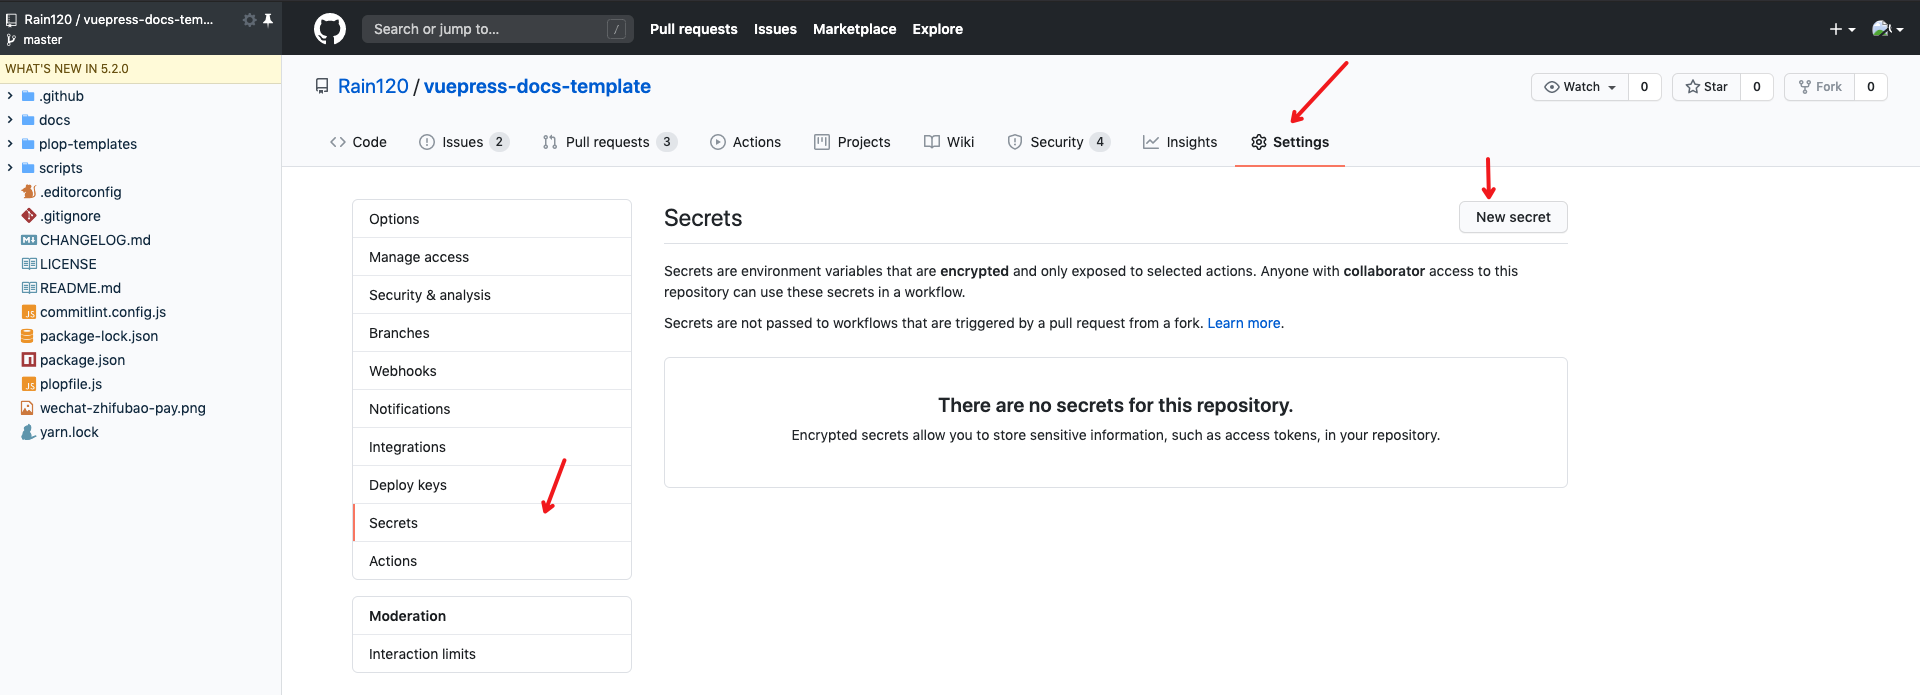 Rain120 / vuepress-docs-tem...
master
WHAT'S NEW IN 5.2.0
.github
docs
plop-templates
scripts
.editorconfig
.gitignore
CHANGELOG.md
LICENSE
README.md
commitlint.config.js
package-lock.json
package.json
plopfile.js
wechat-zhifubao-pay.png
yarn.lock
Search or jump to... /
Pull requests Issues Marketplace Explore
Rain120 / vuepress-docs-template
Watch 0 Star 0 Fork 0
Code Issues 2 Pull requests 3 Actions Projects Wiki Security 4 Insights Settings
Options
Manage access
Security & analysis
Branches
Webhooks
Notifications
Integrations
Deploy keys
Secrets
Actions
Moderation
Interaction limits
Secrets
New secret
Secrets are environment variables that are encrypted and only exposed to selected actions. Anyone with collaborator access to this
repository can use these secrets in a workflow.
Secrets are not passed to workflows that are triggered by a pull request from a fork. Learn more.
There are no secrets for this repository.
Encrypted secrets allow you to store sensitive information, such as access tokens, in your repository.